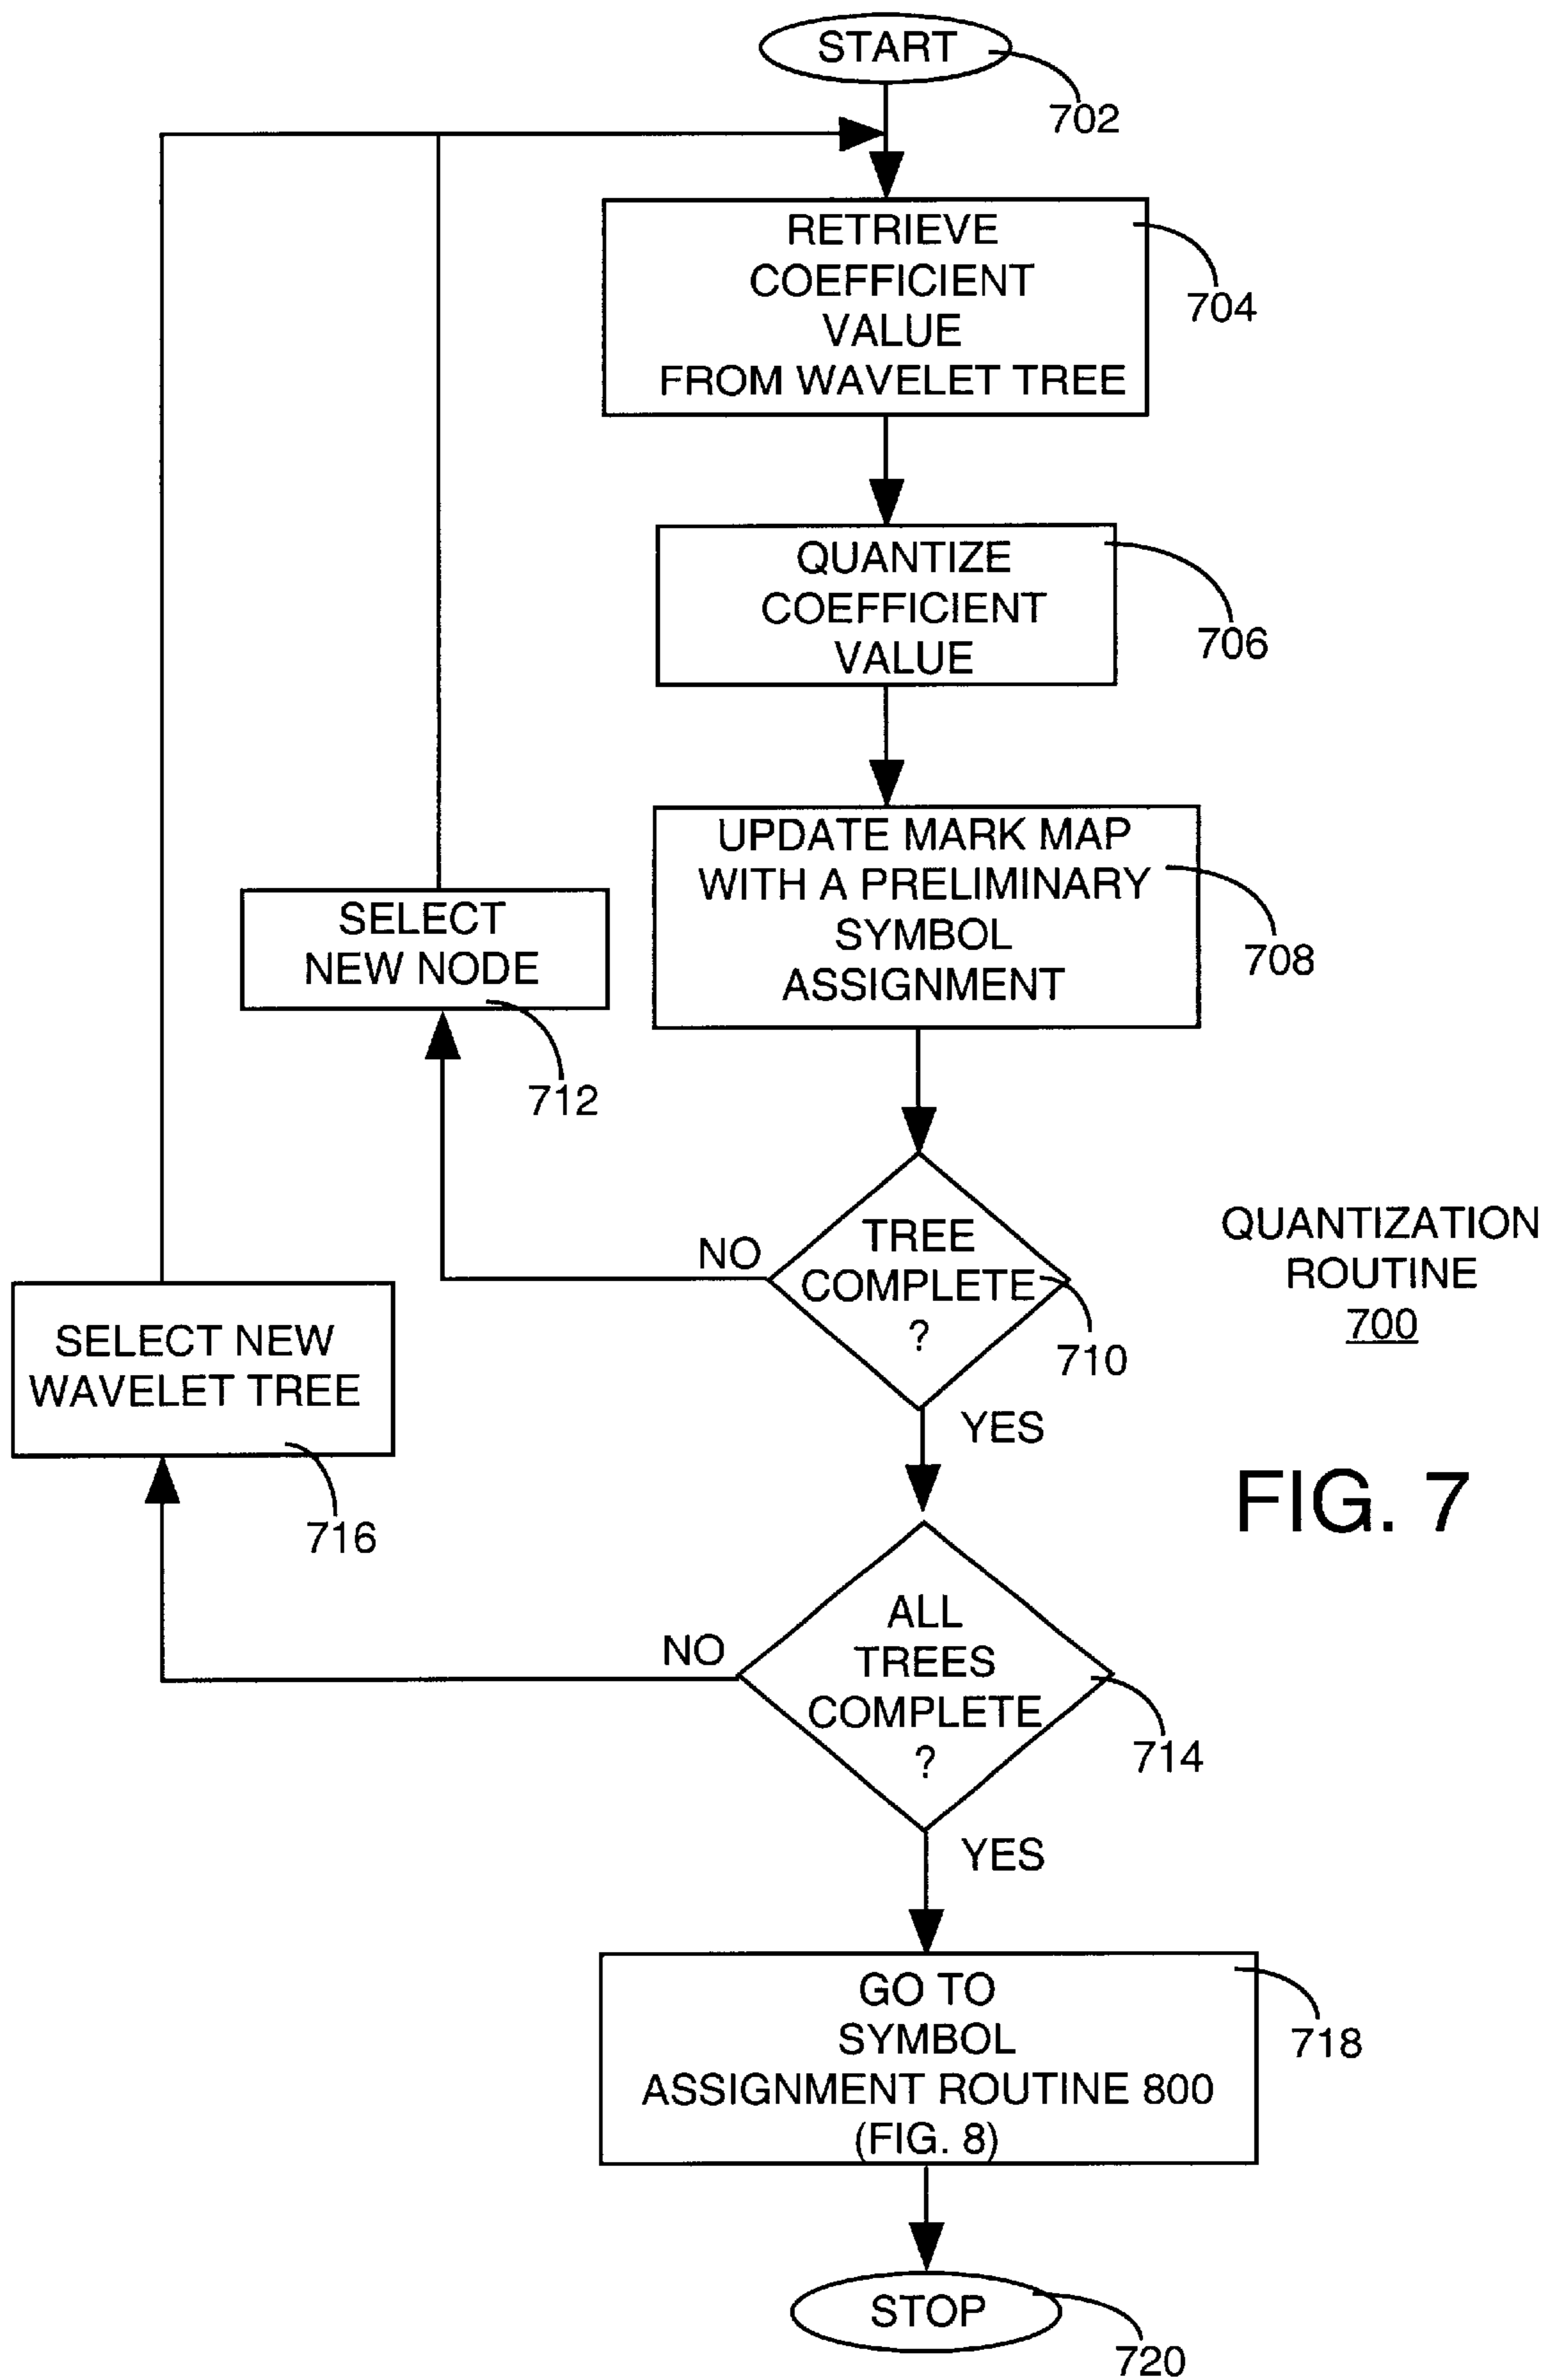 START
702
RETRIEVE
COEFFICIENT
VALUE
FROM WAVELET TREE
704
QUANTIZE
COEFFICIENT
VALUE
706
UPDATE MARK MAP
WITH A PRELIMINARY
SYMBOL
ASSIGNMENT
708
SELECT
NEW NODE
712
TREE
COMPLETE
?
NO
710
YES
QUANTIZATION
ROUTINE
700
SELECT NEW
WAVELET TREE
716
FIG. 7
ALL
TREES
COMPLETE
?
NO
714
YES
GO TO
SYMBOL
ASSIGNMENT ROUTINE 800
(FIG. 8)
718
STOP
720